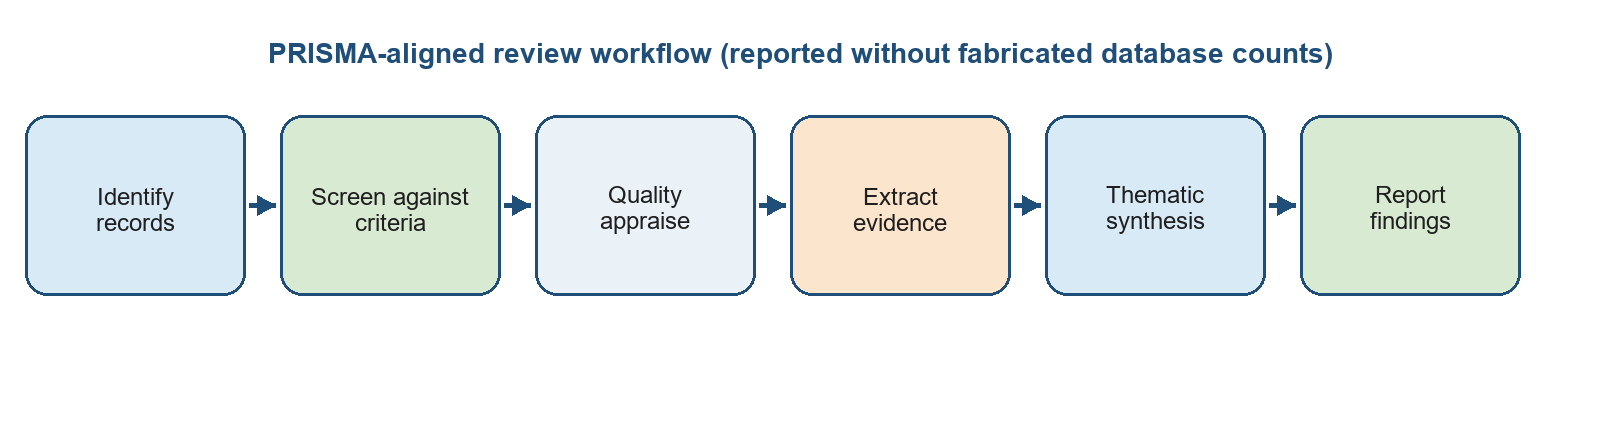 PRISMA-aligned review workflow (reported without fabricated database counts)
Identify
records
Screen against
criteria
Quality
appraise
Extract
evidence
Thematic
synthesis
Report
findings